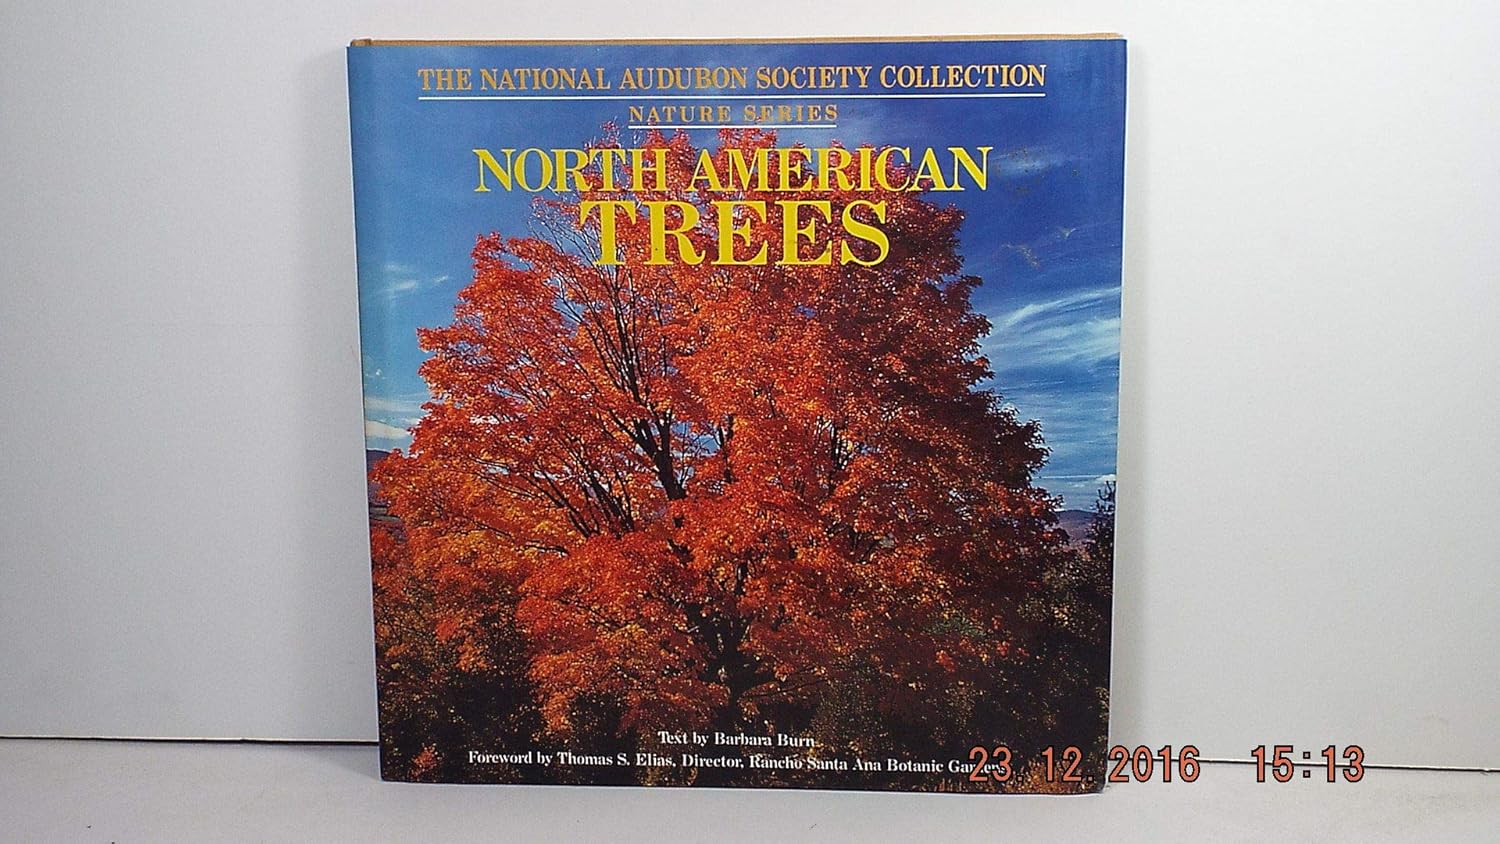 THE NATIONAL AUDUBON SOCIETY COLLECTION
NATURE SERIES
NORTH AMERICAN
TREES
Text by Barbara Burn
Foreword by Thomas S. Elias, Director, Rancho Santa Ana Botanic Gardens
23.12.2016 15:13